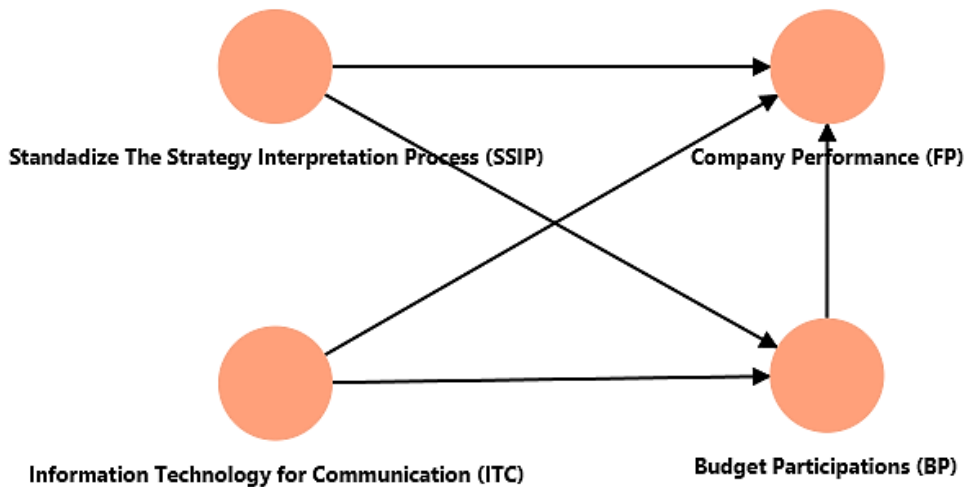 Standadize The Strategy Interpretation Process (SSIP)
Company Performance (FP)
Information Technology for Communication (ITC)
Budget Participations (BP)